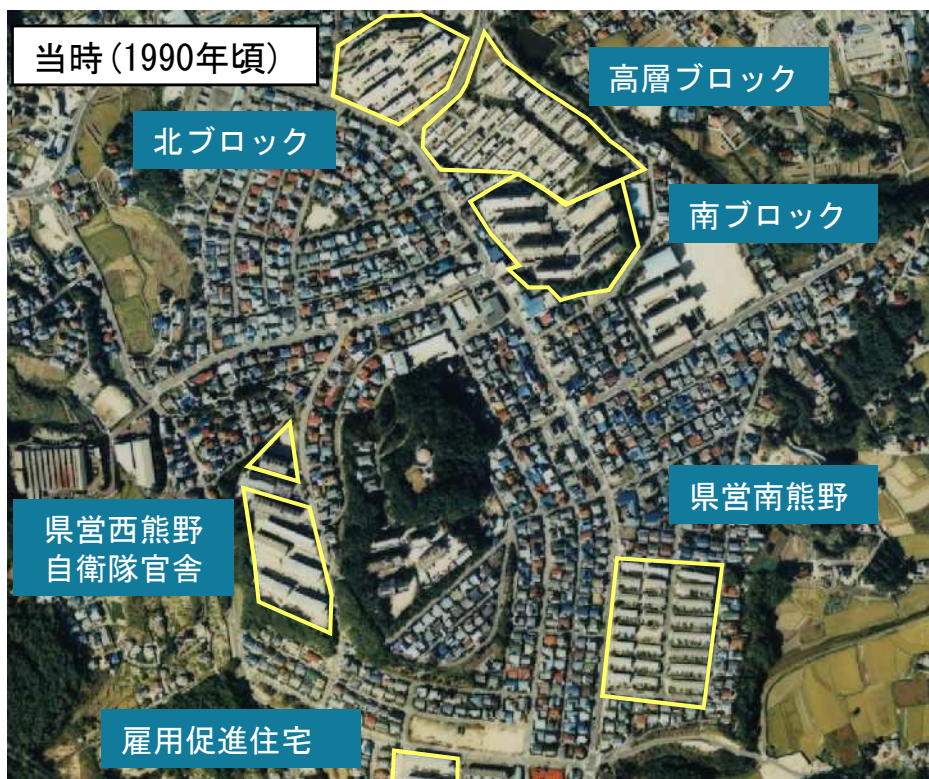 当時(1990年頃)
高層ブロック
北ブロック
南ブロック
県営南熊野
県営西熊野
自衛隊官舎
雇用促進住宅